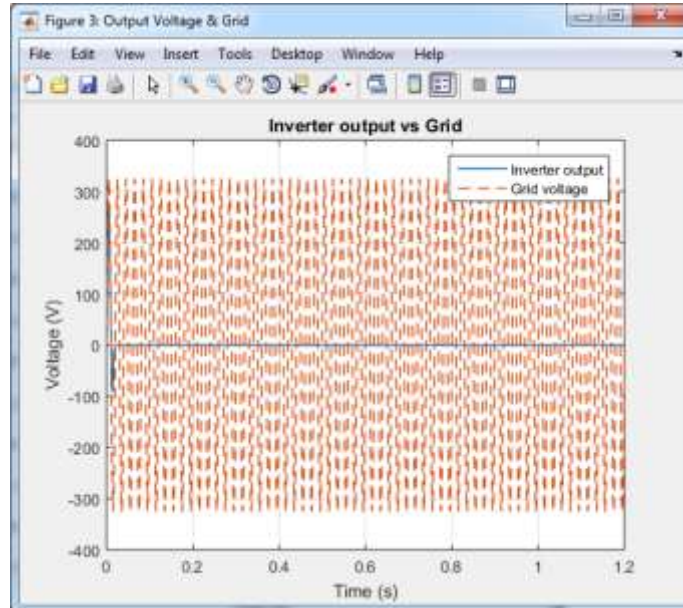 Figure 3: Output Voltage & Grid
File Edit View Insert Tools Desktop Window Help
Inverter output vs Grid
Inverter output
Grid voltage
400
300
200
100
0
-100
-200
-300
-400
Voltage (V)
0 0.2 0.4 0.6 0.8 1 1.2
Time (s)